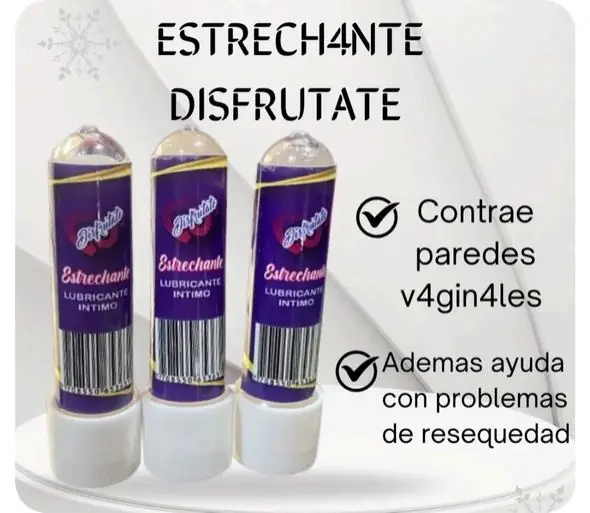 ESTRECH4NTE
DISFRUTATE
Disfrutate
Estrechante
LUBRICANTE
INTIMO
Disfrutate
Estrechante
LUBRICANTE
INTIMO
Disfrutate
Estrechante
LUBRICANTE
INTIMO
Contrae
paredes
v4gin4les
Ademas ayuda
con problemas
de resequedad